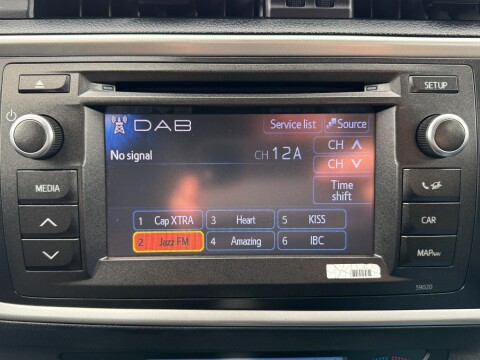 SETUP
DAB
Service list
Source
No signal
CH 12A
CH
CH
Time
shift
MEDIA
CAR
MAP NAV
1 Cap XTRA
3 Heart
5 KISS
2 Jazz FM
4 Amazing
6 IBC
59020